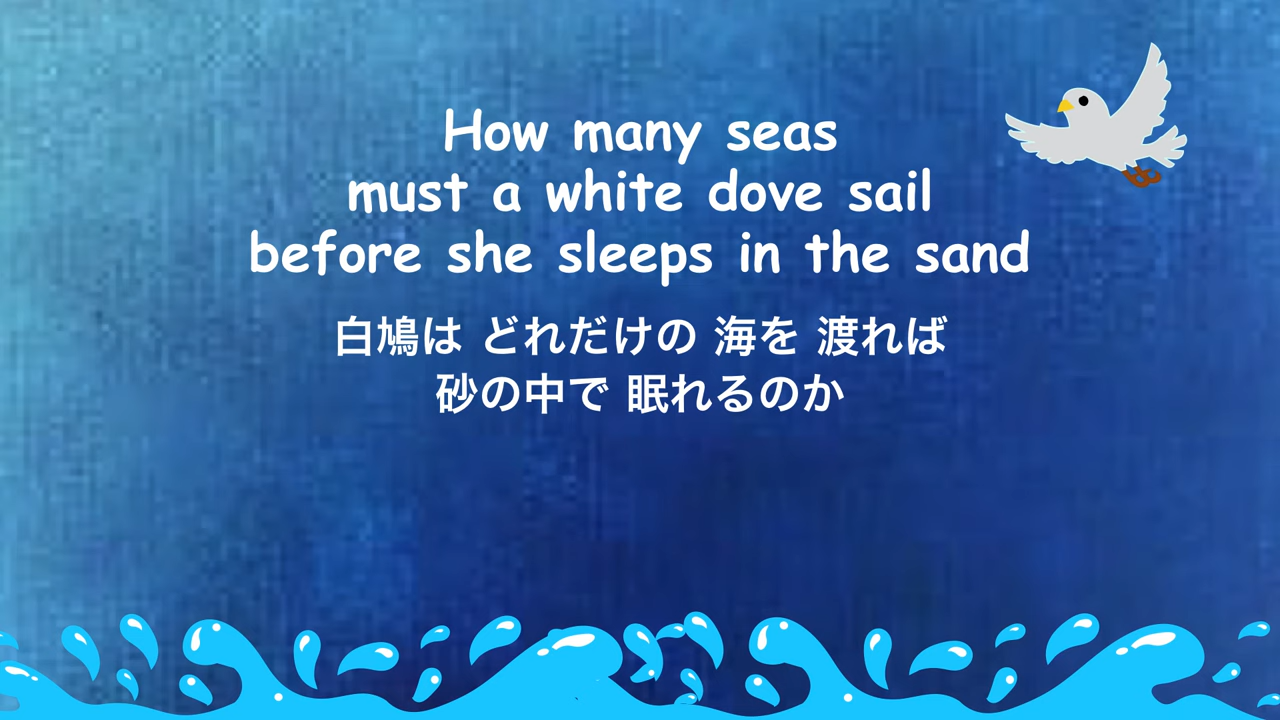 How many seas
must a white dove sail
before she sleeps in the sand
白鳩は どれだけの 海を 渡れば
砂の中で 眠れるのか